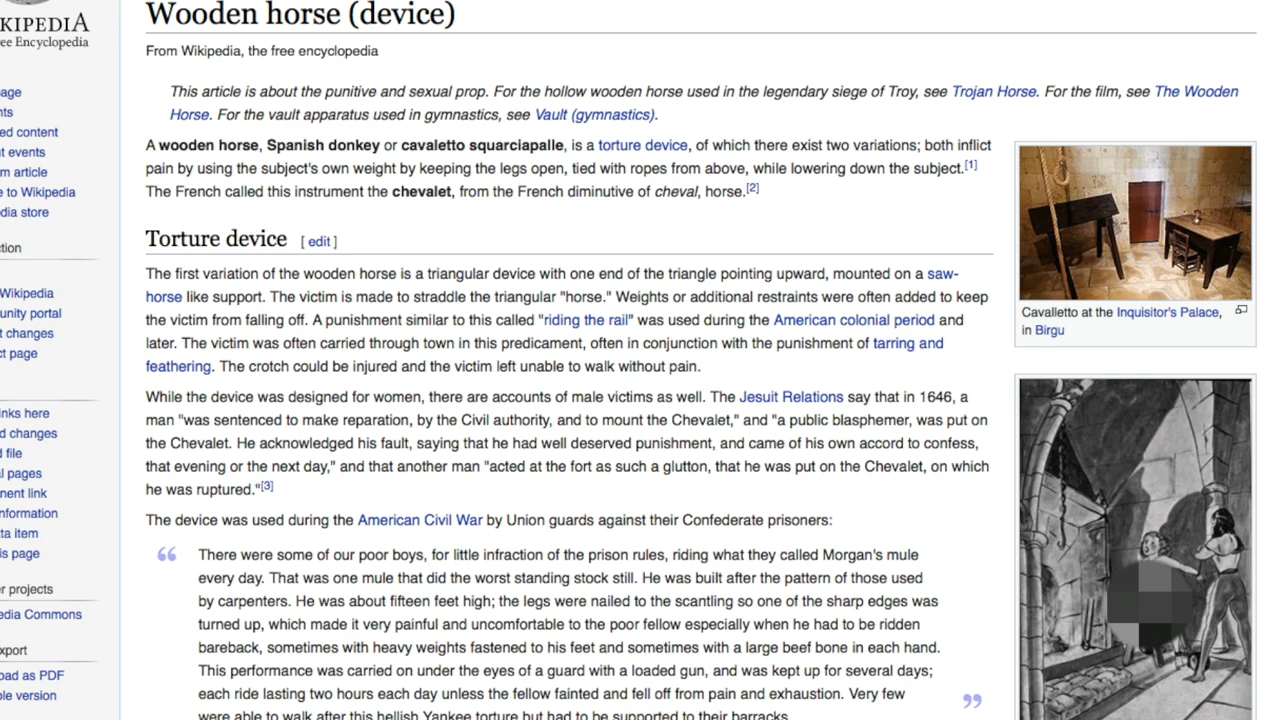 Wooden horse (device)
KIPEDIA
ee Encyclopedia
From Wikipedia, the free encyclopedia
This article is about the punitive and sexual prop. For the hollow wooden horse used in the legendary siege of Troy, see Trojan Horse. For the film, see The Wooden
Horse. For the vault apparatus used in gymnastics, see Vault (gymnastics).
A wooden horse, Spanish donkey or cavaletto squarciapalle, is a torture device, of which there exist two variations; both inflict
pain by using the subject's own weight by keeping the legs open, tied with ropes from above, while lowering down the subject.[1]
The French called this instrument the chevalet, from the French diminutive of cheval, horse.[2]
Torture device [ edit ]
The first variation of the wooden horse is a triangular device with one end of the triangle pointing upward, mounted on a saw-
horse like support. The victim is made to straddle the triangular "horse." Weights or additional restraints were often added to keep
the victim from falling off. A punishment similar to this called "riding the rail" was used during the American colonial period and
later. The victim was often carried through town in this predicament, often in conjunction with the punishment of tarring and
feathering. The crotch could be injured and the victim left unable to walk without pain.
While the device was designed for women, there are accounts of male victims as well. The Jesuit Relations say that in 1646, a
man "was sentenced to make reparation, by the Civil authority, and to mount the Chevalet," and "a public blasphemer, was put on
the Chevalet. He acknowledged his fault, saying that he had well deserved punishment, and came of his own accord to confess,
that evening or the next day," and that another man "acted at the fort as such a glutton, that he was put on the Chevalet, on which
he was ruptured."[3]
The device was used during the American Civil War by Union guards against their Confederate prisoners:
“ There were some of our poor boys, for little infraction of the prison rules, riding what they called Morgan's mule
every day. That was one mule that did the worst standing stock still. He was built after the pattern of those used
by carpenters. He was about fifteen feet high; the legs were nailed to the scantling so one of the sharp edges was
turned up, which made it very painful and uncomfortable to the poor fellow especially when he had to be ridden
bareback, sometimes with heavy weights fastened to his feet and sometimes with a large beef bone in each hand.
This performance was carried on under the eyes of a guard with a loaded gun, and was kept up for several days;
each ride lasting two hours each day unless the fellow fainted and fell off from pain and exhaustion. Very few ”
were able to walk after this hellish Yankee torture but had to be supported to their barracks.
Cavalletto at the Inquisitor's Palace,
in Birgu
age
nts
ed content
t events
m article
e to Wikipedia
dia store
ction
Wikipedia
unity portal
t changes
ct page
inks here
d changes
d file
l pages
nent link
nformation
ta item
is page
er projects
edia Commons
xport
oad as PDF
ble version